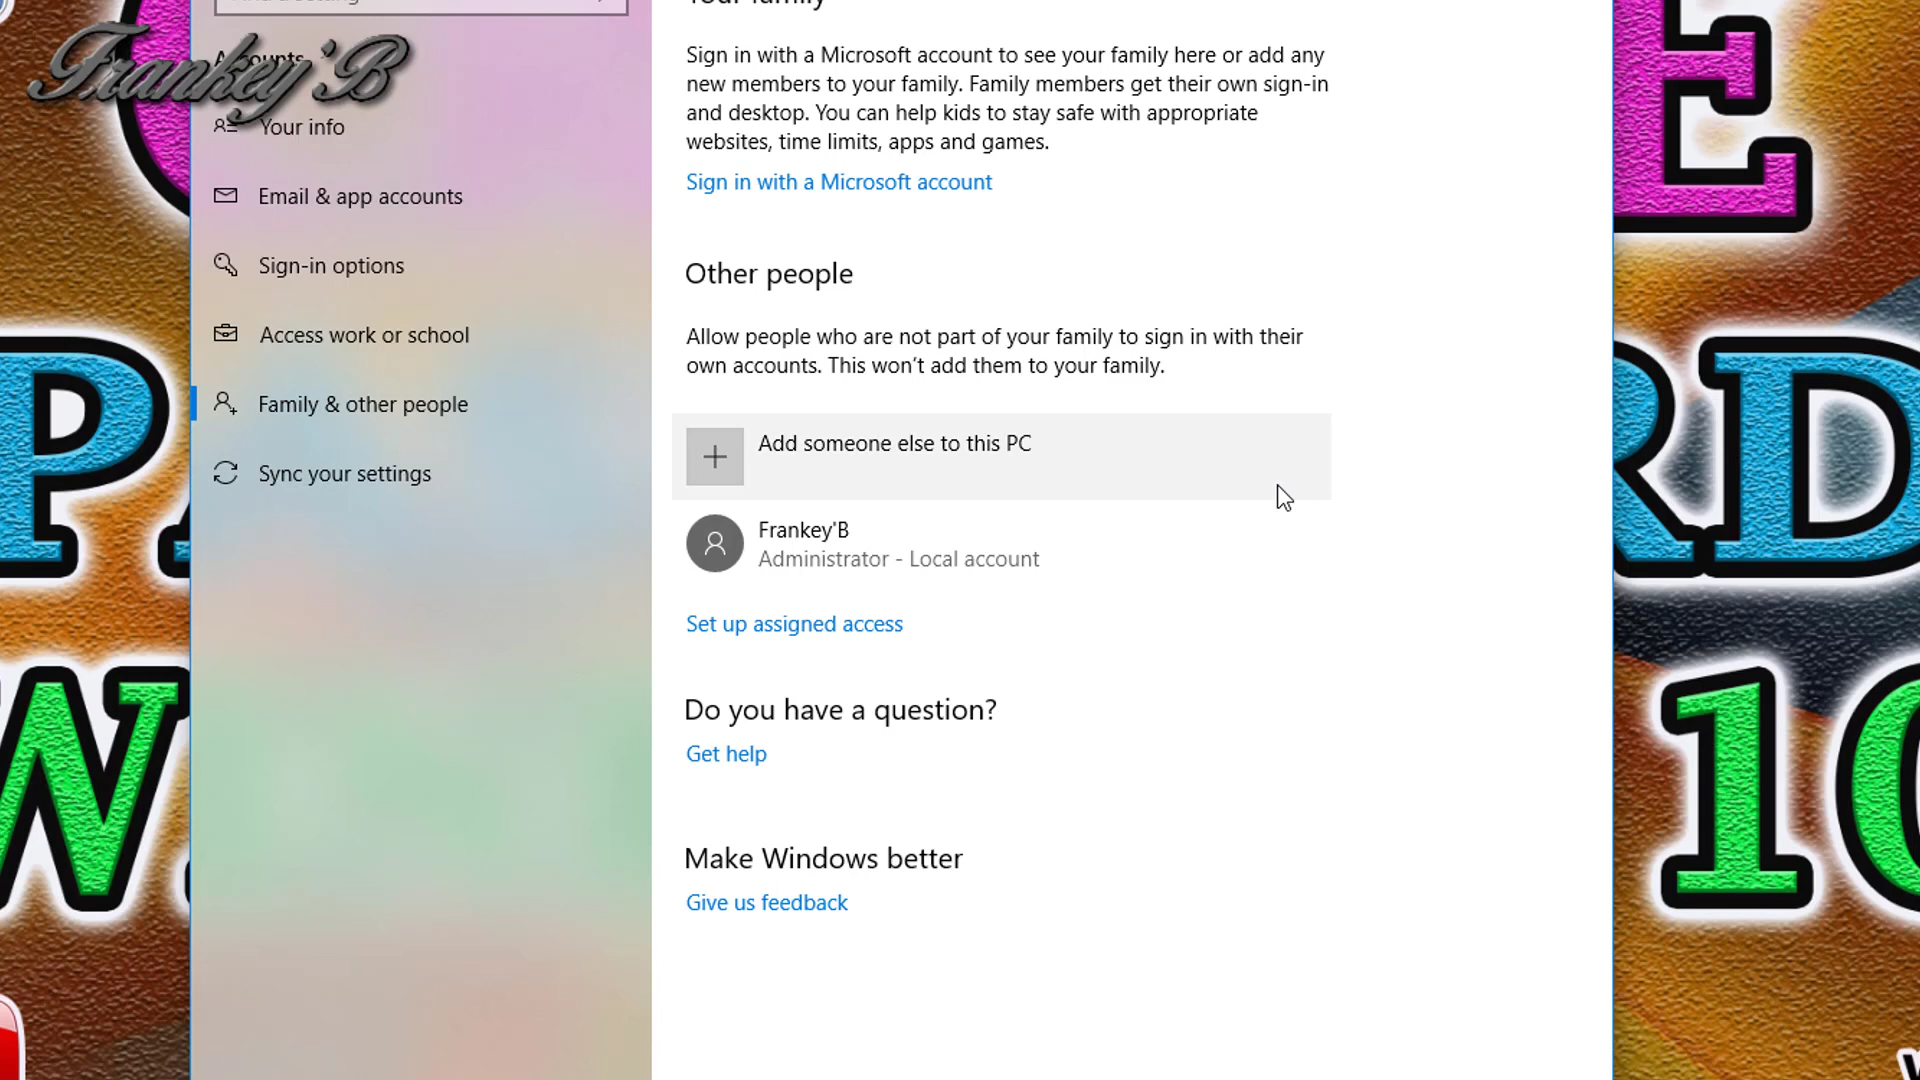 Your family
Frankey'B
Accounts
Sign in with a Microsoft account to see your family here or add any
new members to your family. Family members get their own sign-in
and desktop. You can help kids to stay safe with appropriate
websites, time limits, apps and games.
Sign in with a Microsoft account
Your info
Email & app accounts
Sign-in options
Access work or school
Family & other people
Sync your settings
Other people
Allow people who are not part of your family to sign in with their
own accounts. This won’t add them to your family.
Add someone else to this PC
Frankey'B
Administrator - Local account
Set up assigned access
Do you have a question?
Get help
Make Windows better
Give us feedback
E
PA
RD
W.
10